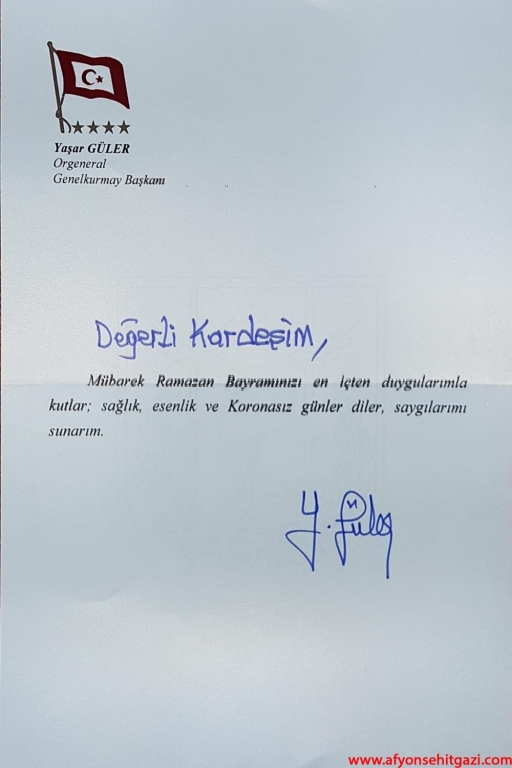 Yaşar GÜLER
Orgeneral
Genelkurmay Başkanı
Değerli Kardeşim,
Mübarek Ramazan Bayramınızı en içten duygularımla
kutlar; sağlık, esenlik ve Koronasız günler diler, saygılarımı
sunarım.
Y. Güler
www.afyonsehitgazi.com